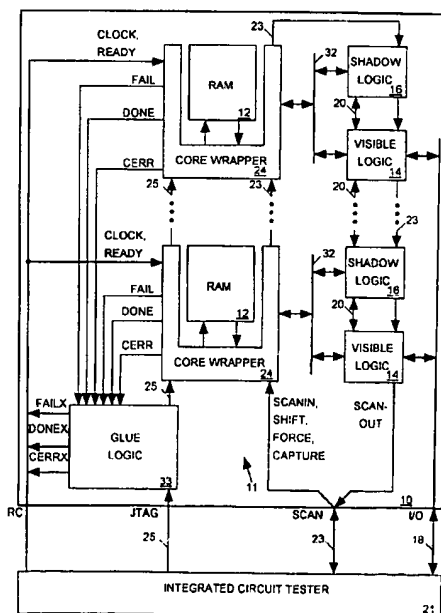 23
CLOCK,
READY
FAIL
DONE
CERR
25
RAM
12
CORE WRAPPER
24
23
32
SHADOW
LOGIC
16
20
VISIBLE
LOGIC
14
20
23
CLOCK,
READY
FAIL
DONE
CERR
25
RAM
12
CORE WRAPPER
24
32
SHADOW
LOGIC
16
20
VISIBLE
LOGIC
14
FAILX
DONEX
CERRX
GLUE
LOGIC
33
SCANIN,
SHIFT,
FORCE,
CAPTURE
SCAN-
OUT
11
10
RC
JTAG
SCAN
I/O
25
23
18
INTEGRATED CIRCUIT TESTER
21